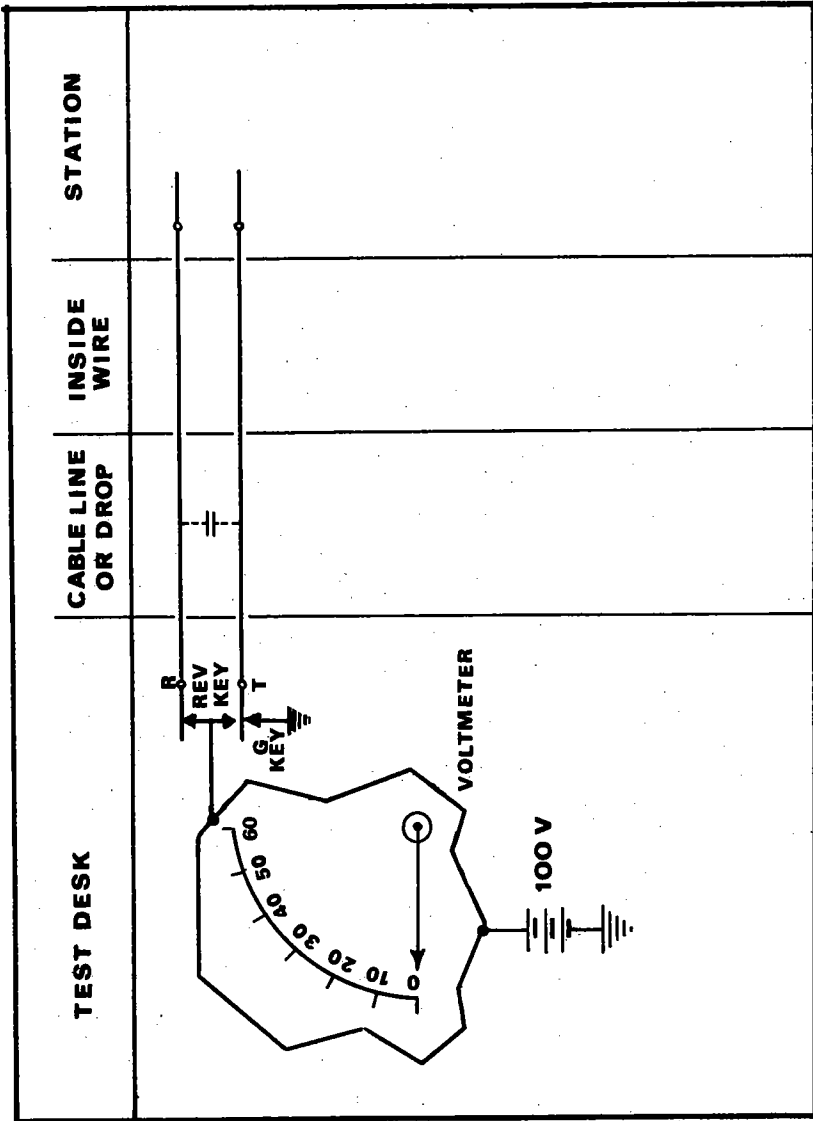 TEST DESK
CABLE LINE
OR DROP
INSIDE
WIRE
STATION
R
REV
KEY
T
G
KEY
0
10
20
30
40
50
60
VOLTMETER
100 V